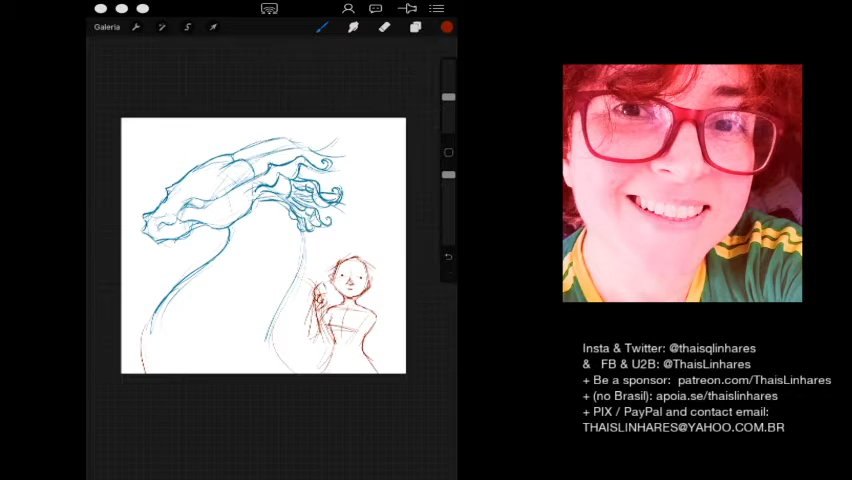 Galeria
Insta & Twitter: @thaisqlinhares
& FB & U2B: @ThaisLinhares
+ Be a sponsor: patreon.com/ThaisLinhares
+ (no Brasil): apoia.se/thaislinhares
+ PIX / PayPal and contact email:
THAISLINHARES@YAHOO.COM.BR